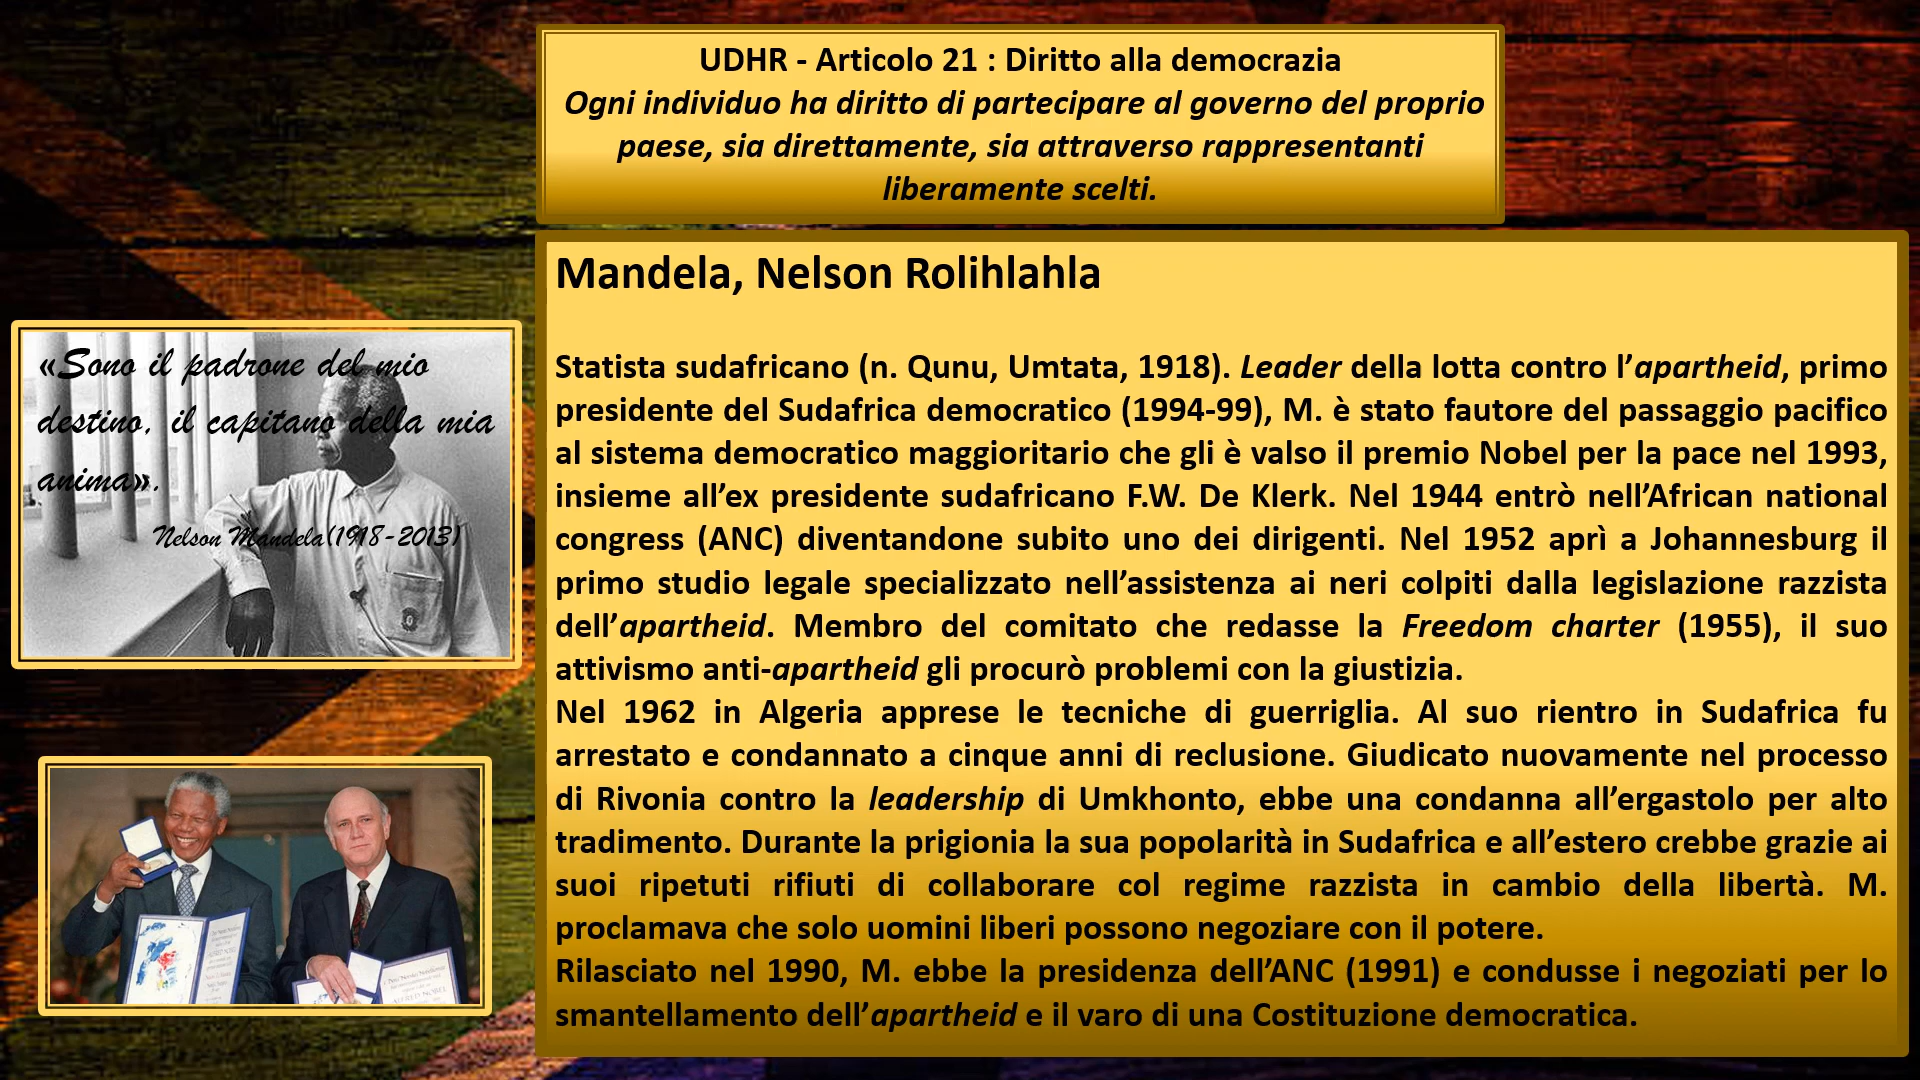 UDHR - Articolo 21 : Diritto alla democrazia
Ogni individuo ha diritto di partecipare al governo del proprio
paese, sia direttamente, sia attraverso rappresentanti
liberamente scelti.
«Sono il padrone del mio
destino, il capitano della mia
anima».
Nelson Mandela(1918-2013)
Mandela, Nelson Rolihlahla
Statista sudafricano (n. Qunu, Umtata, 1918). Leader della lotta contro l’apartheid, primo
presidente del Sudafrica democratico (1994-99), M. è stato fautore del passaggio pacifico
al sistema democratico maggioritario che gli è valso il premio Nobel per la pace nel 1993,
insieme all’ex presidente sudafricano F.W. De Klerk. Nel 1944 entrò nell’African national
congress (ANC) diventandone subito uno dei dirigenti. Nel 1952 aprì a Johannesburg il
primo studio legale specializzato nell’assistenza ai neri colpiti dalla legislazione razzista
dell’apartheid. Membro del comitato che redasse la Freedom charter (1955), il suo
attivismo anti-apartheid gli procurò problemi con la giustizia.
Nel 1962 in Algeria apprese le tecniche di guerriglia. Al suo rientro in Sudafrica fu
arrestato e condannato a cinque anni di reclusione. Giudicato nuovamente nel processo
di Rivonia contro la leadership di Umkhonto, ebbe una condanna all’ergastolo per alto
tradimento. Durante la prigionia la sua popolarità in Sudafrica e all’estero crebbe grazie ai
suoi ripetuti rifiuti di collaborare col regime razzista in cambio della libertà. M.
proclamava che solo uomini liberi possono negoziare con il potere.
Rilasciato nel 1990, M. ebbe la presidenza dell’ANC (1991) e condusse i negoziati per lo
smantellamento dell’apartheid e il varo di una Costituzione democratica.